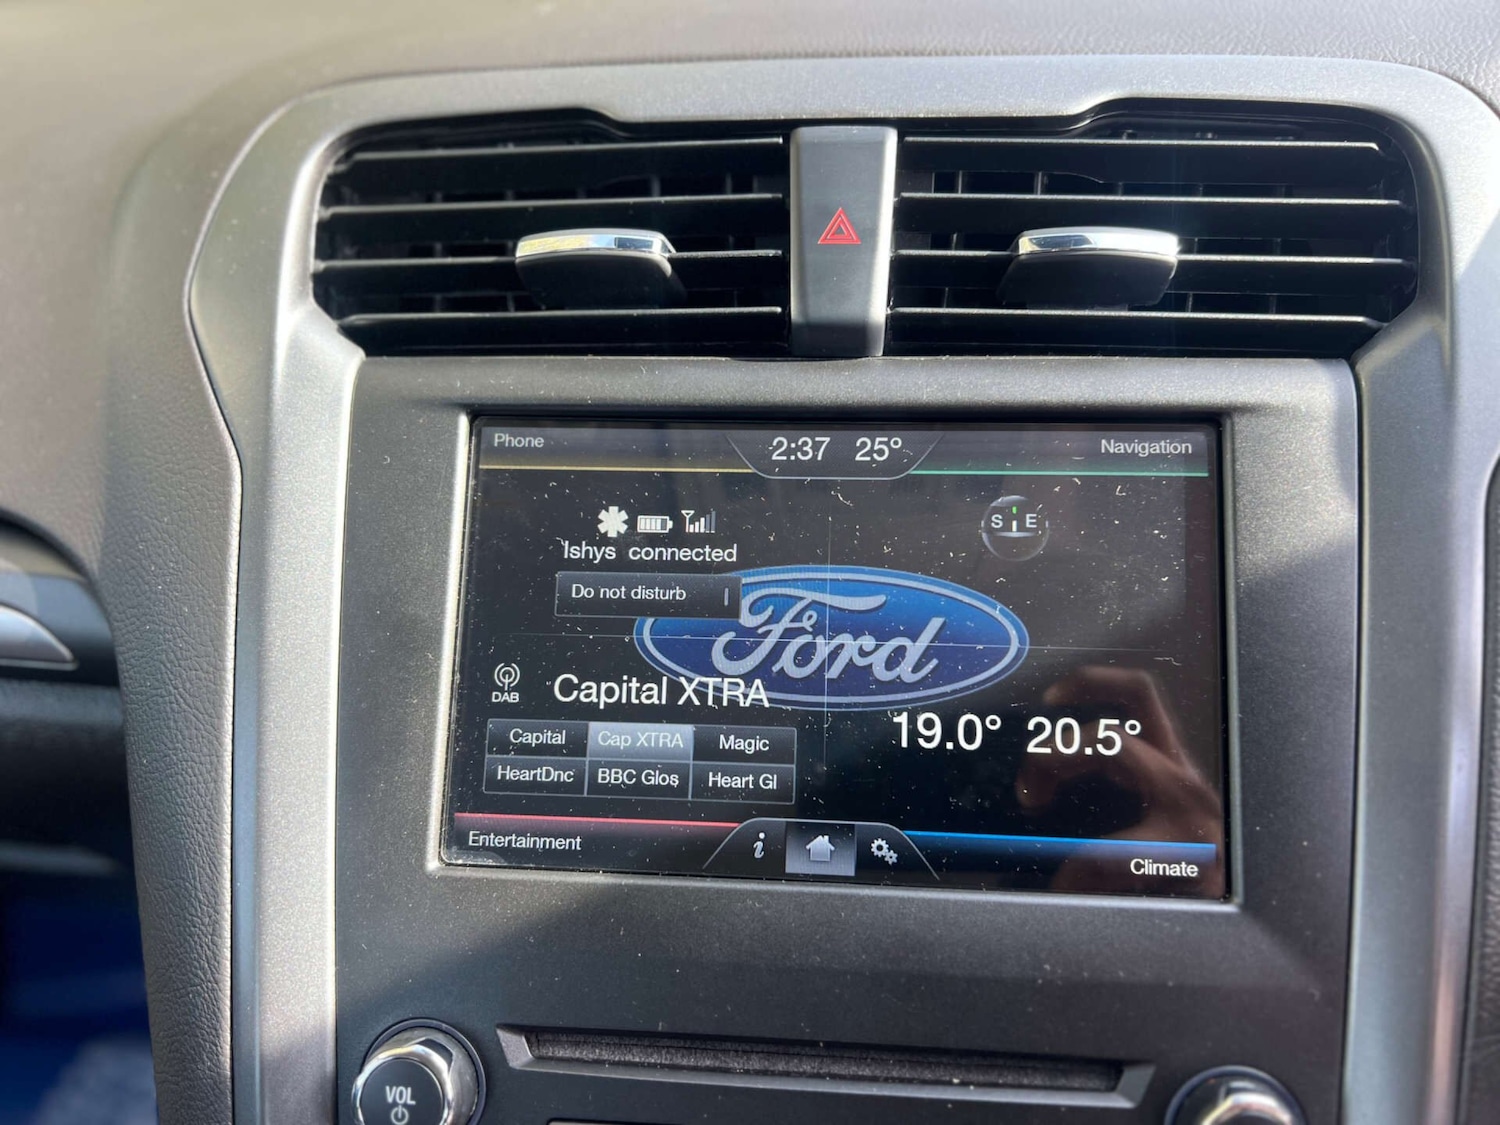 Phone
2:37 25°
Navigation
S E
Ishys connected
Do not disturb
Ford
DAB
Capital XTRA
19.0° 20.5°
Capital Cap XTRA Magic
HeartDnc BBC Glos Heart Gl
Entertainment
i
Climate
VOL